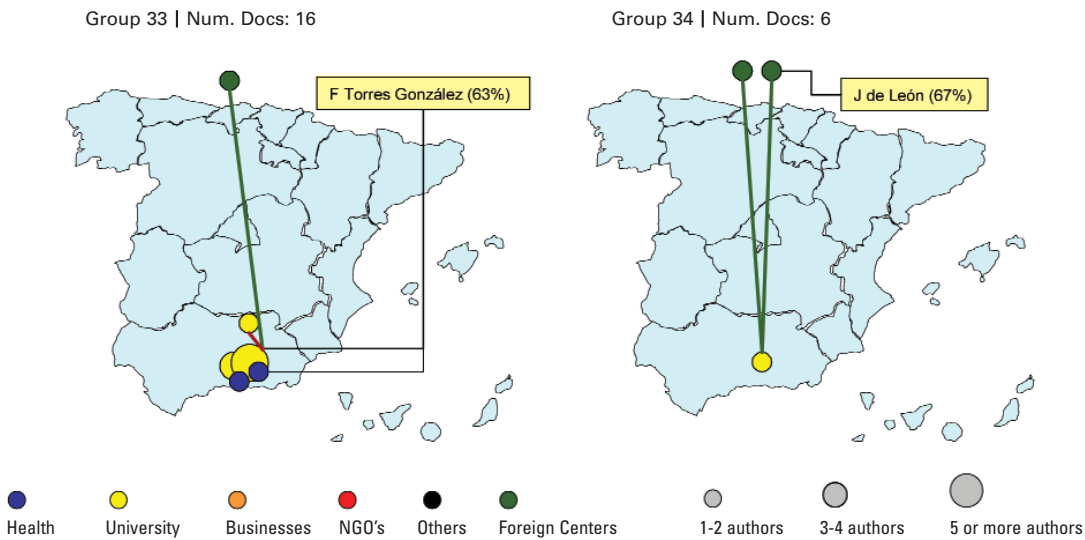 Group 33 | Num. Docs: 16
Group 34 | Num. Docs: 6
F Torres González (63%)
J de León (67%)
Health
University
Businesses
NGO's
Others
Foreign Centers
1-2 authors
3-4 authors
5 or more authors